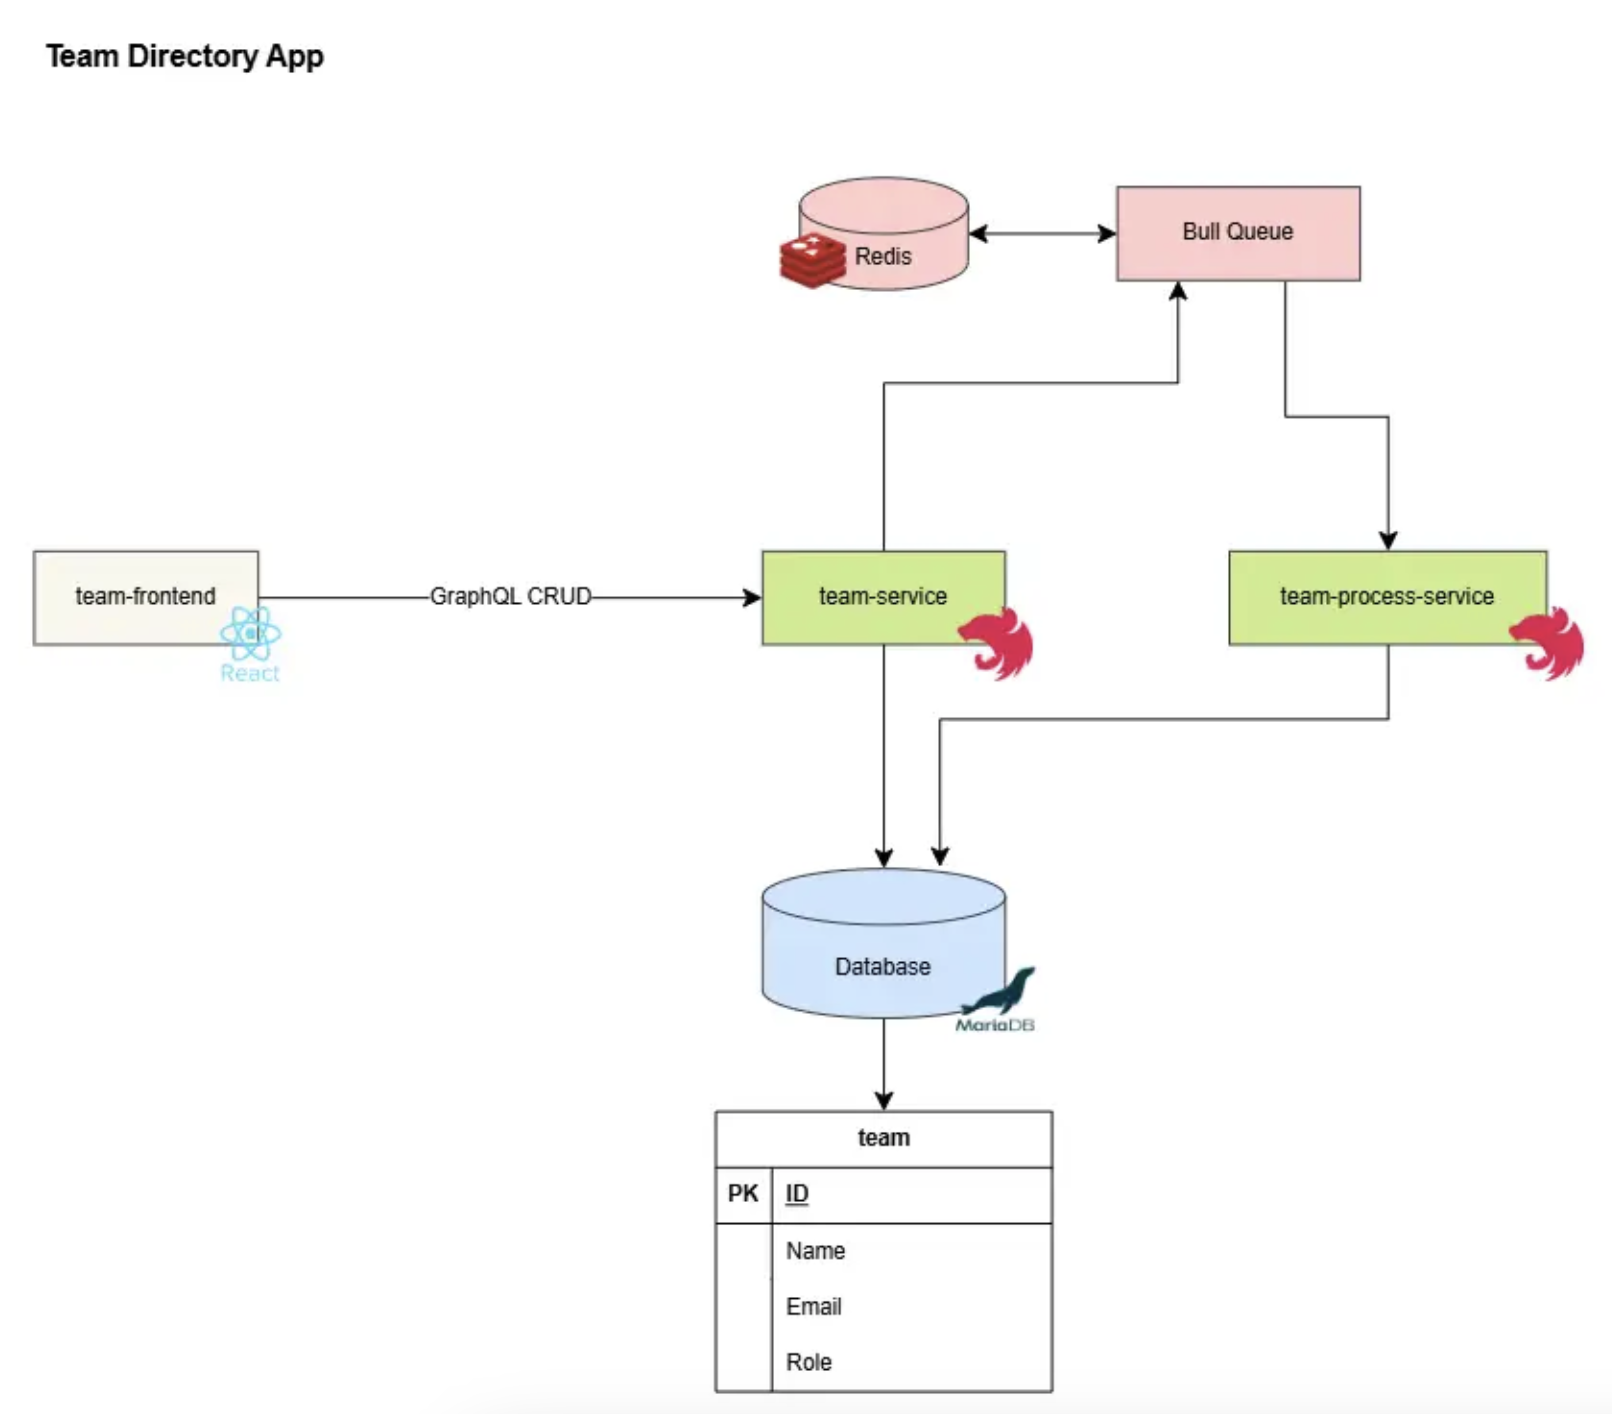 Team Directory App
Redis
Bull Queue
team-frontend
React
GraphQL CRUD
team-service
team-process-service
Database
MariaDB
team
PK ID
Name
Email
Role